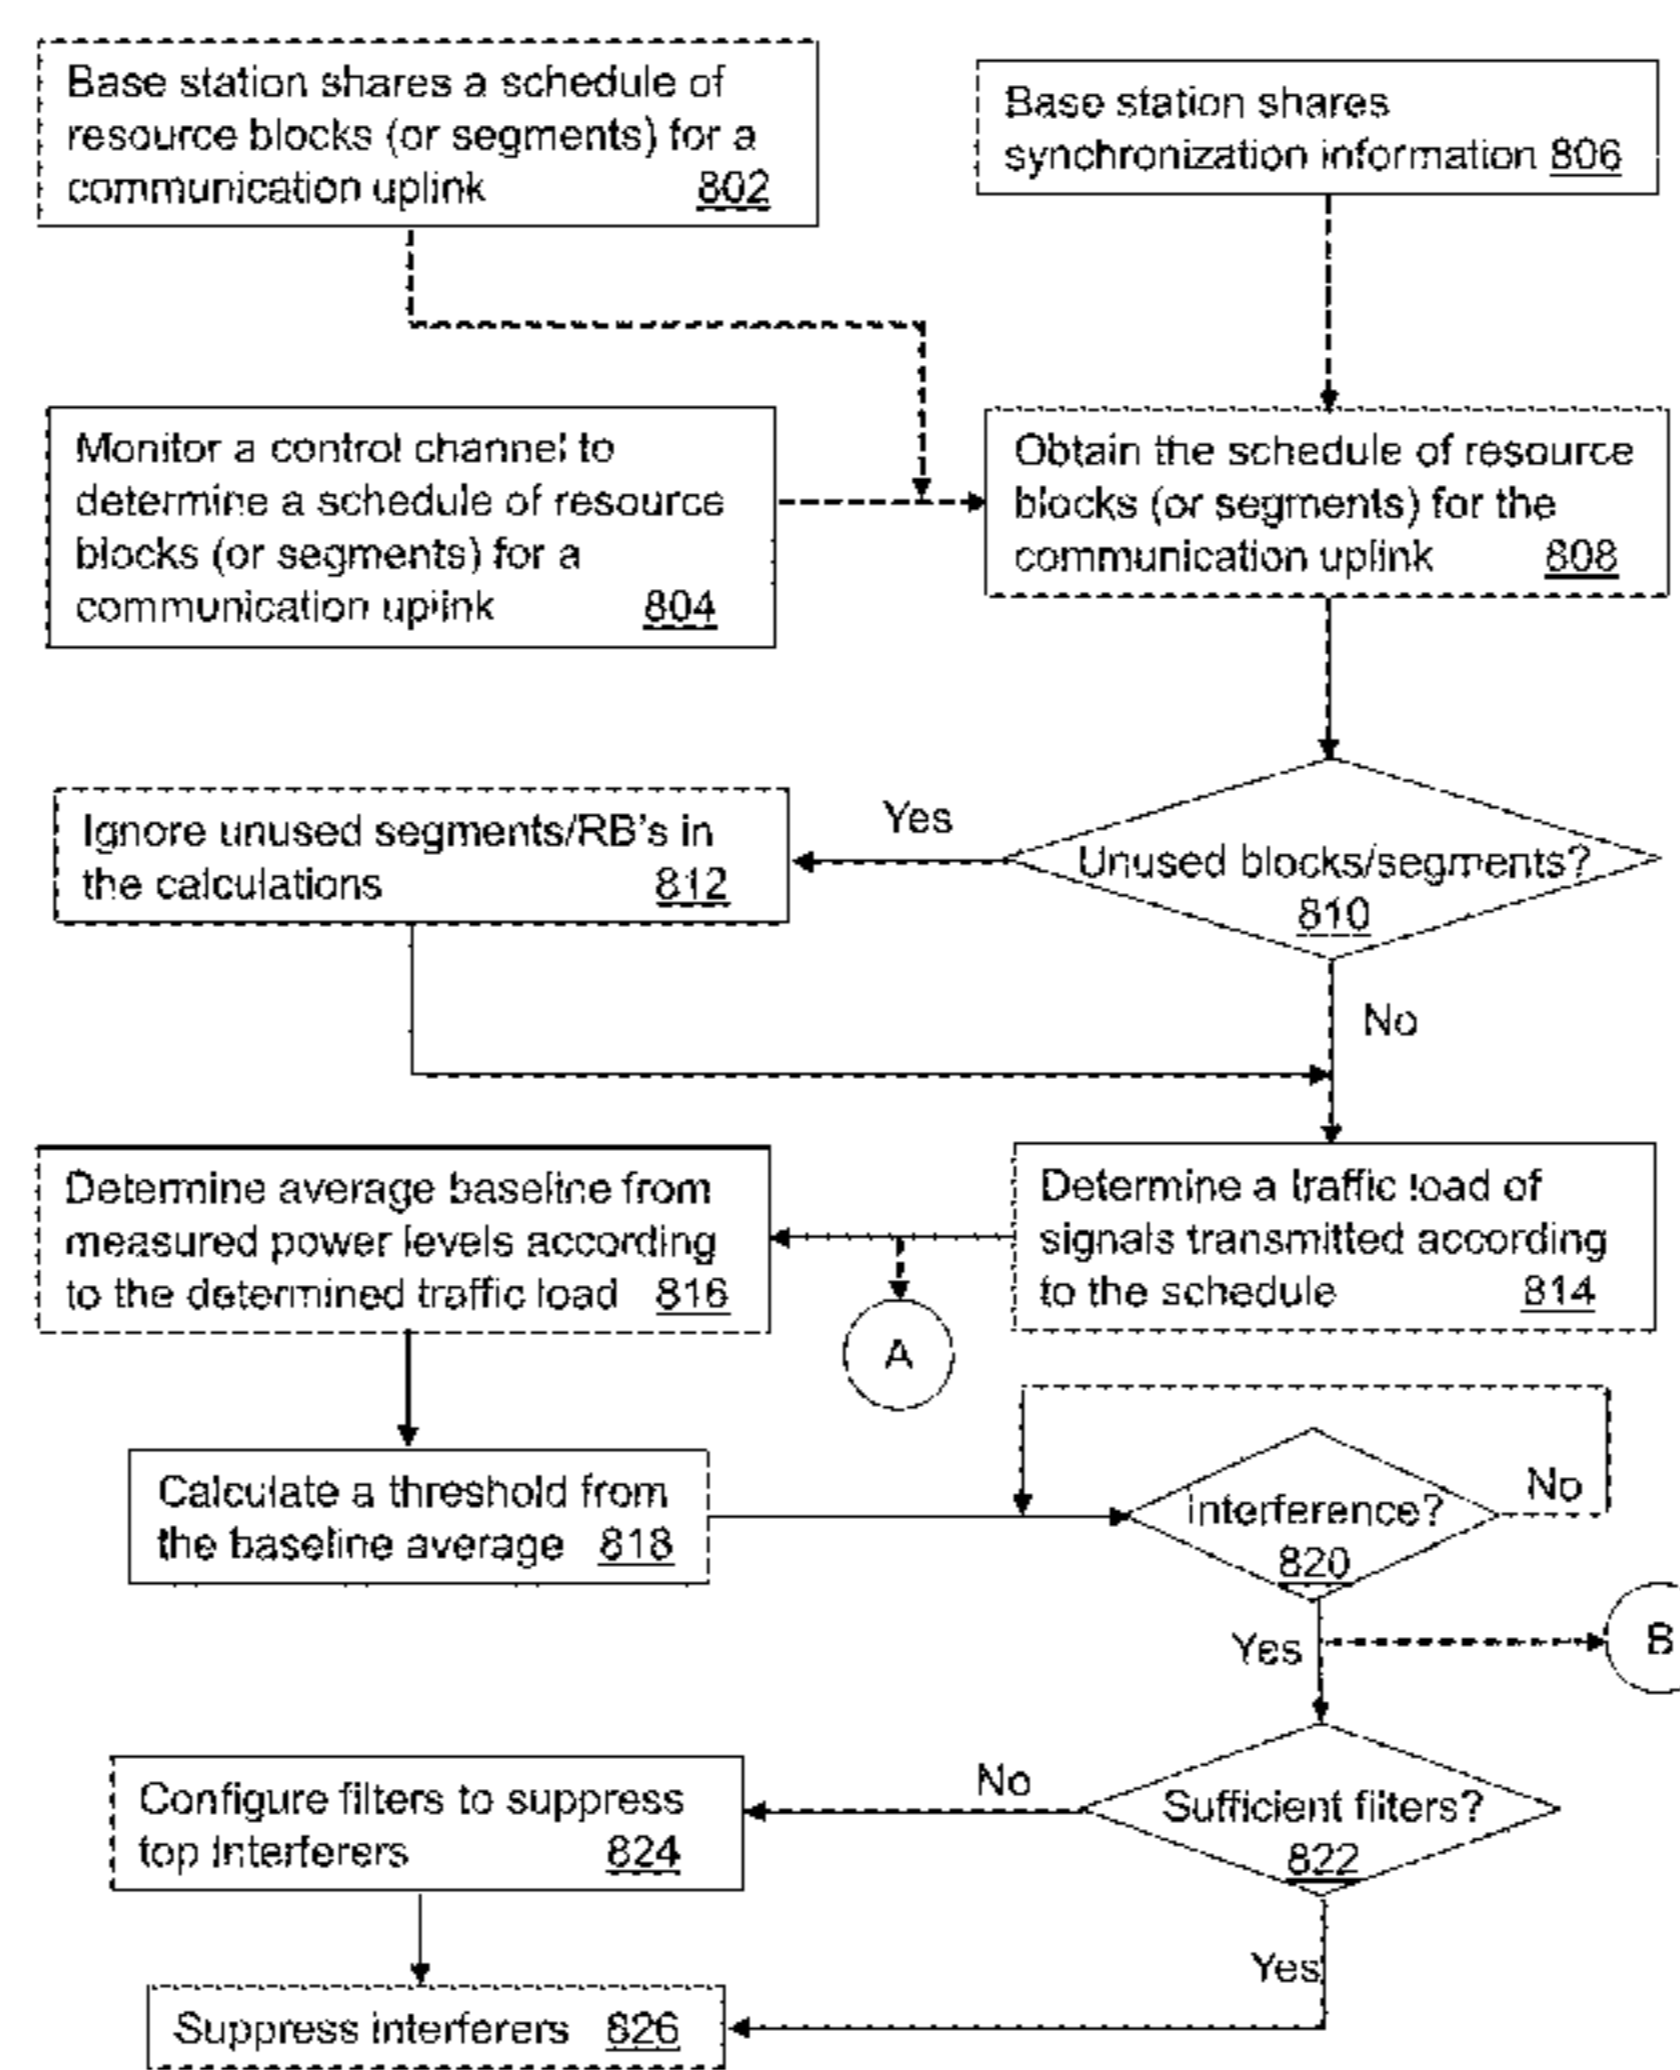 Base station shares a schedule of
resource blocks (or segments) for a
communication uplink 802
Base station shares
synchronization information 806
Monitor a control channel to
determine a schedule of resource
blocks (or segments) for a
communication uplink 804
Obtain the schedule of resource
blocks (or segments) for the
communication uplink 808
Ignore unused segments/RB's in
the calculations 812
Yes
Unused blocks/segments?
810
No
Determine average baseline from
measured power levels according
to the determined traffic load 816
A
Determine a traffic load of
signals transmitted according
to the schedule 814
Calculate a threshold from
the baseline average 818
Interference?
820
No
Yes
B
Configure filters to suppress
top Interferers 824
No
Sufficient filters?
822
Yes
Suppress interferers 826